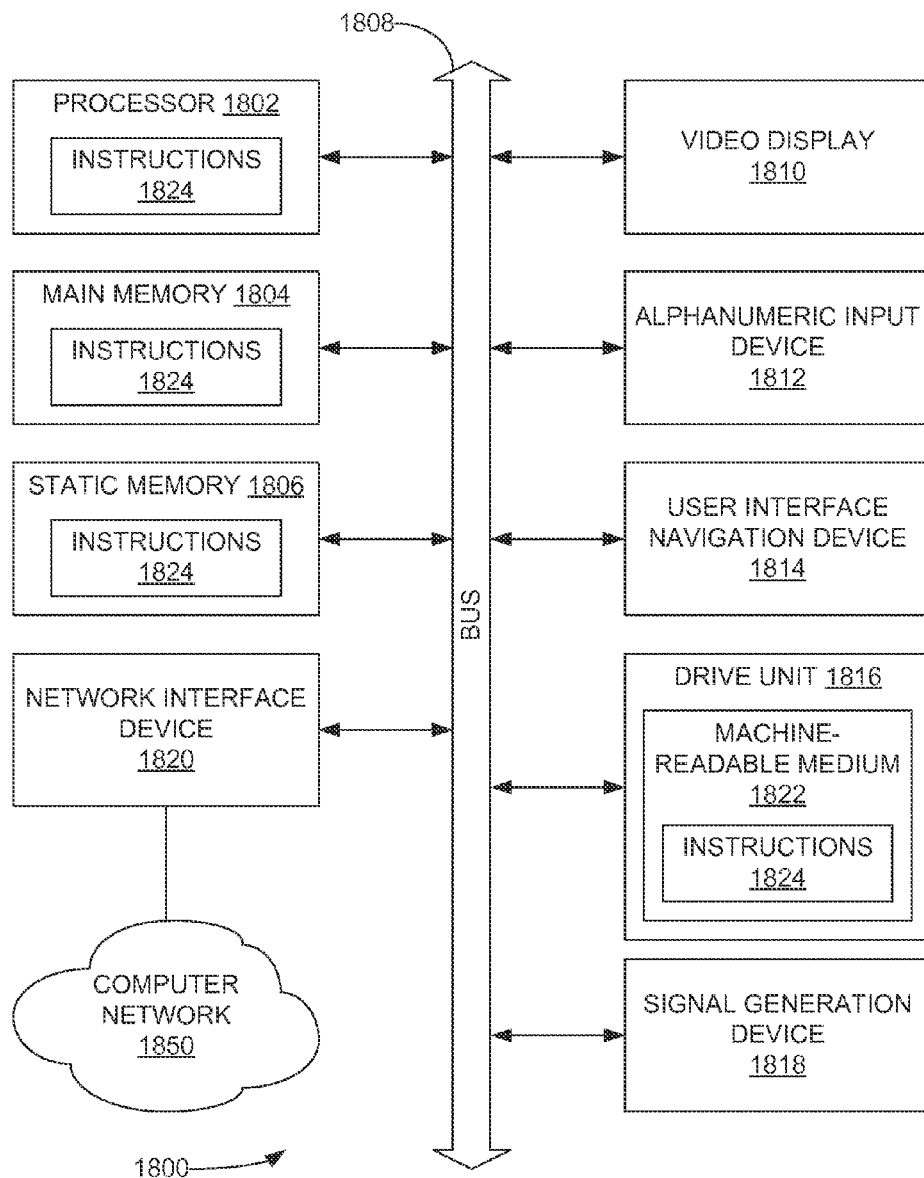 1808
PROCESSOR 1802
INSTRUCTIONS
1824
MAIN MEMORY 1804
INSTRUCTIONS
1824
STATIC MEMORY 1806
INSTRUCTIONS
1824
NETWORK INTERFACE
DEVICE
1820
COMPUTER
NETWORK
1850
1800
BUS
VIDEO DISPLAY
1810
ALPHANUMERIC INPUT
DEVICE
1812
USER INTERFACE
NAVIGATION DEVICE
1814
DRIVE UNIT 1816
MACHINE-
READABLE MEDIUM
1822
INSTRUCTIONS
1824
SIGNAL GENERATION
DEVICE
1818